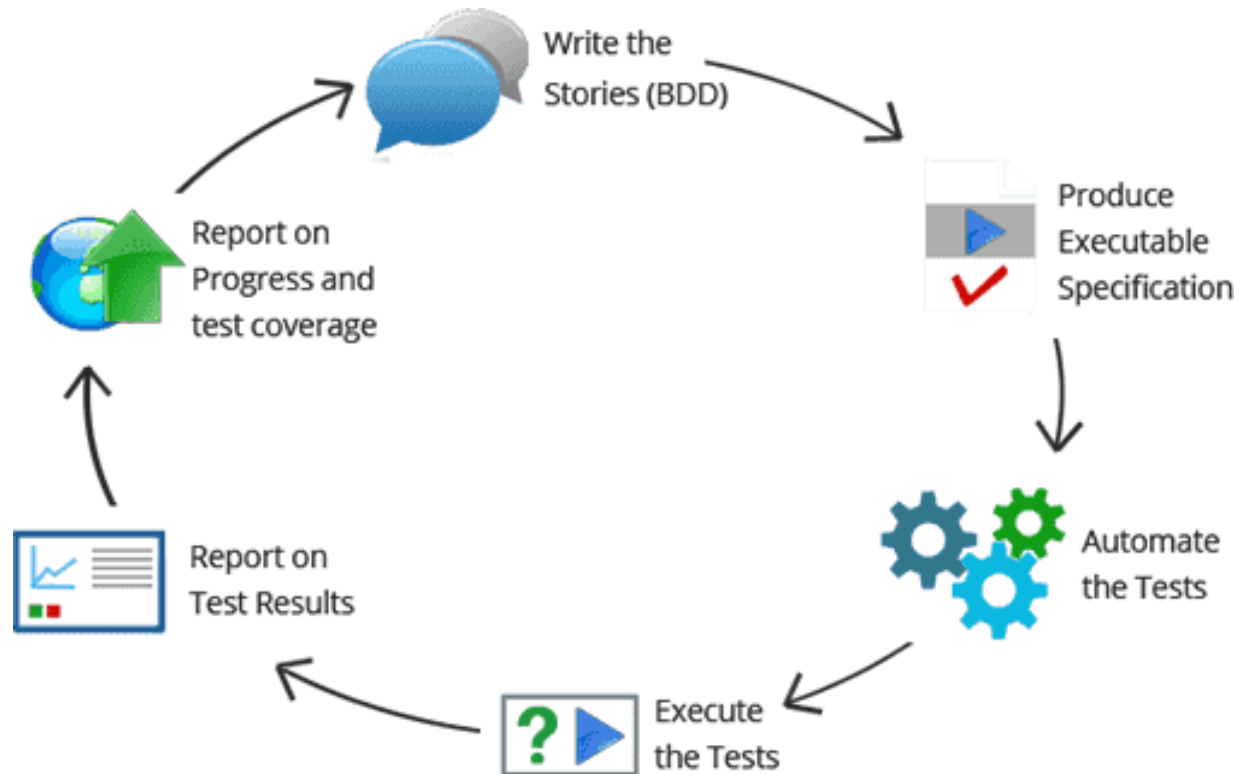 Write the
Stories (BDD)
Produce
Executable
Specification
Automate
the Tests
Execute
the Tests
Report on
Test Results
Report on
Progress and
test coverage